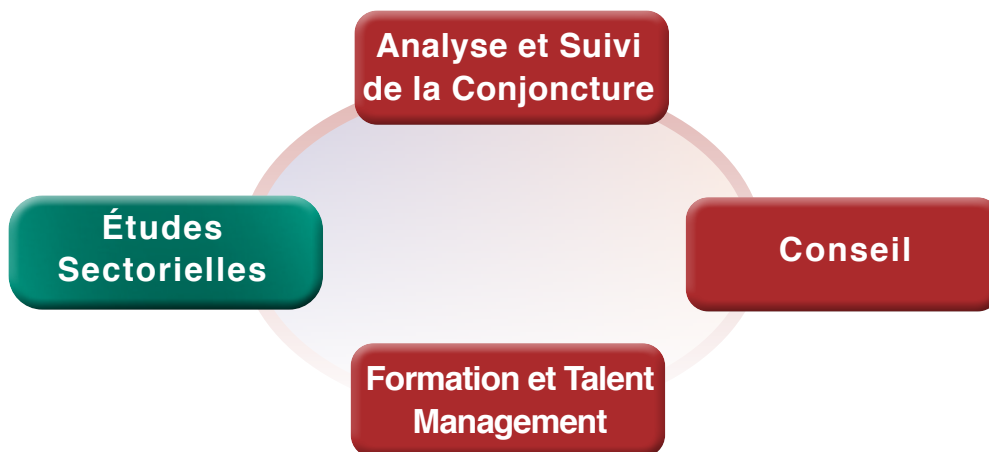 Analyse et Suivi
de la Conjoncture
Études
Sectorielles
Conseil
Formation et Talent
Management